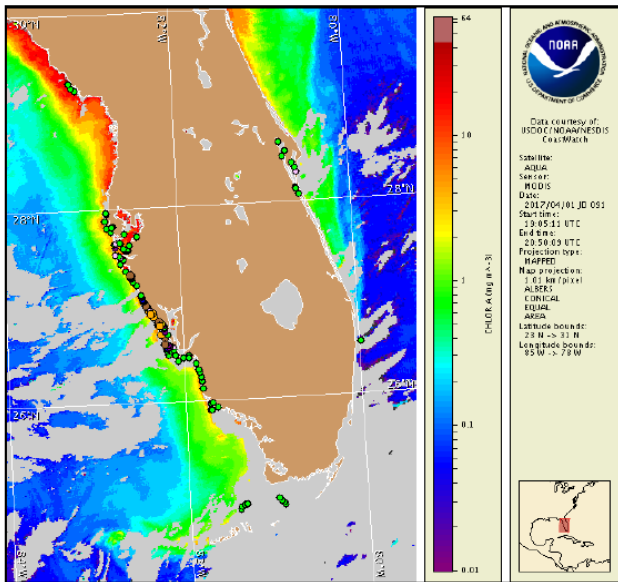 30°N
82°W
80°W
28°N
28°N
26°N
26°N
84°W
82°W
80°W
64
10
1
0.1
0.01
CHLOR A (mg m^-3)
NATIONAL OCEANIC AND ATMOSPHERIC ADMINISTRATION
U.S. DEPARTMENT OF COMMERCE
NOAA
Data courtesy of:
USDOC/NOAA/NESDIS
CoastWatch
Satellite:
AQUA
Sensor:
MODIS
Date:
2017/04/01 JD 091
Start time:
19:05:11 UTC
End time:
20:50:09 UTC
Projection type:
MAPPED
Map projection:
1.01 km/pixel
ALBERS
CONICAL
EQUAL
AREA
Latitude bounds:
23 N -> 31 N
Longitude bounds:
85 W -> 78 W